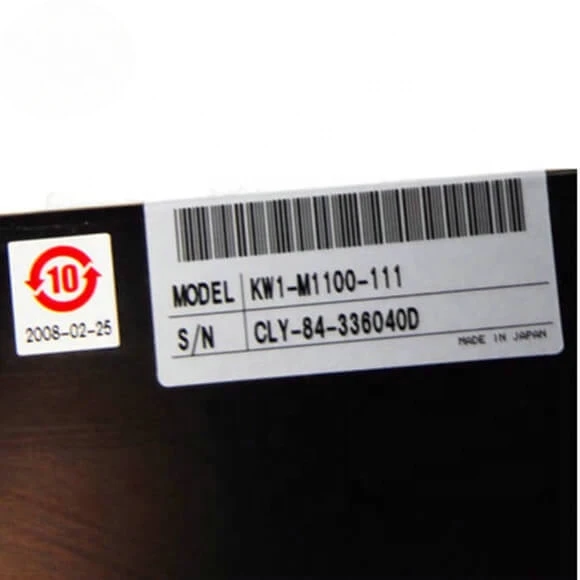 10
2008-02-25
MODEL KW1-M1100-111
S/N CLY-84-336040D
MADE IN JAPAN